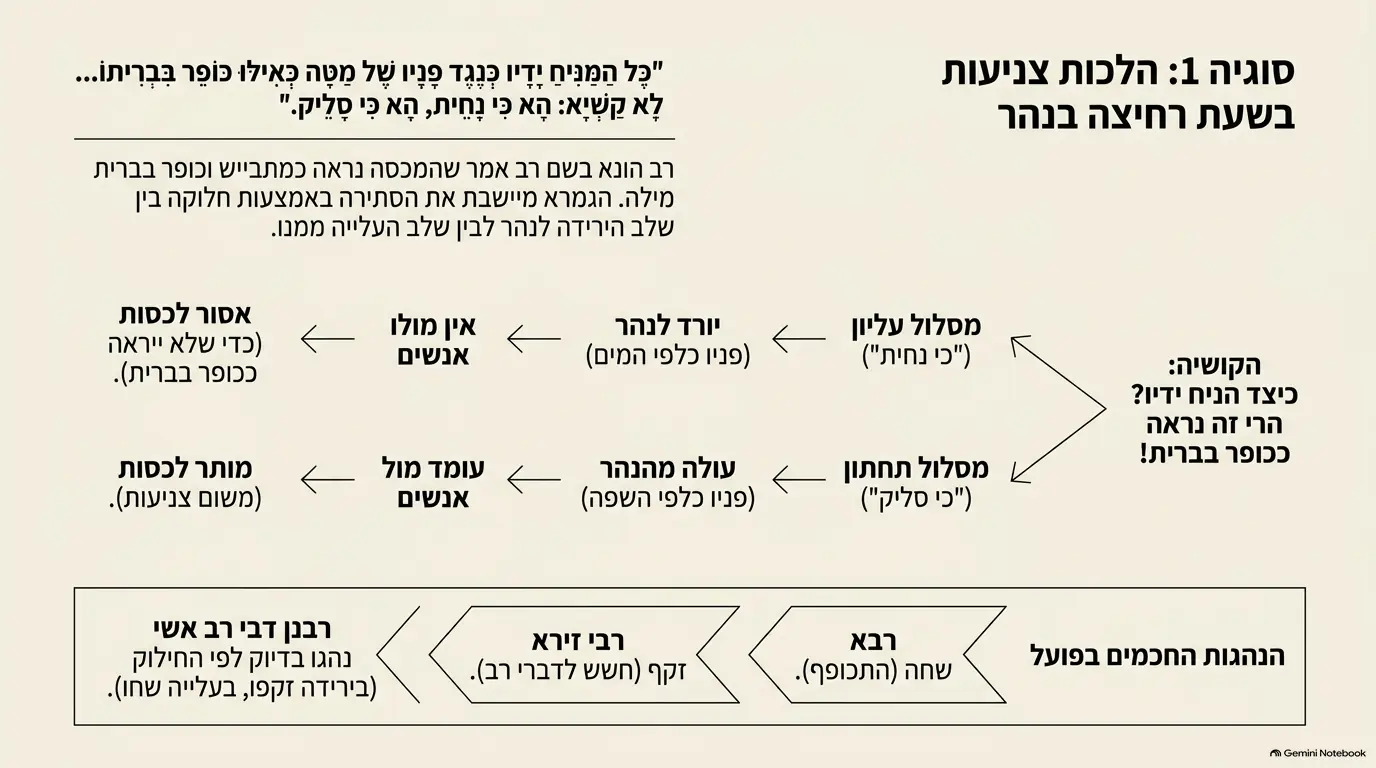 סוגיה 1: הלכות צניעות
בשעת רחיצה בנהר
"כׇּל הַמַּנִּיחַ יָדָיו כְּנֶגֶד פָּנָיו שֶׁל מַטָּה כְּאִילּוּ כּוֹפֵר בִּבְרִיתוֹ...
לָא קַשְׁיָא: הָא כִּי נָחֵית, הָא כִּי סָלֵיק."
רב הונא בשם רב אמר שהמכסה נראה כמתבייש וכופר בברית
מילה. הגמרא מיישבת את הסתירה באמצעות חלוקה בין
שלב הירידה לנהר לבין שלב העלייה ממנו.
הקושיה:
כיצד הניח ידיו?
הרי זה נראה
ככופר בברית!
מסלול עליון
("כי נחית")
יורד לנהר
(פניו כלפי המים)
אין מולו
אנשים
אסור לכסות
(כדי שלא ייראה
ככופר בברית).
מסלול תחתון
("כי סליק")
עולה מהנהר
(פניו כלפי השפה)
עומד מול
אנשים
מותר לכסות
(משום צניעות).
הנהגות החכמים בפועל
רבא
שחה (התכופף).
רבי זירא
זקף (חשש לדברי רב).
רבנן דבי רב אשי
נהגו בדיוק לפי החילוק
(בירידה זקפו, בעלייה שחו).
Gemini Notebook